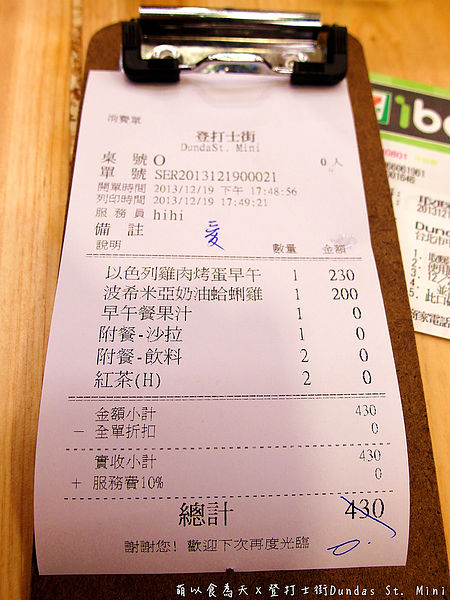 消費單
登打士街
DundaSt. Mini
桌 號 O 0 人
單 號 SER2013121900021
開單時間 2013/12/19 下午 17:48:56
列印時間 2013/12/19 17:49:21
服 務 員 hihi
備 註
說明 數量 金額
以色列雞肉烤蛋早午 1 230
波希米亞奶油蛤蜊雞 1 200
早午餐果汁 1 0
附餐-沙拉 1 0
附餐-飲料 2 0
紅茶(H) 2 0
金額小計 430
- 全單折扣 0
實收小計 430
+ 服務費10% 0
總計 430
0.
謝謝您! 歡迎下次再度光臨
ibo
萌以食為天 x 登打士街Dundas St. Mini